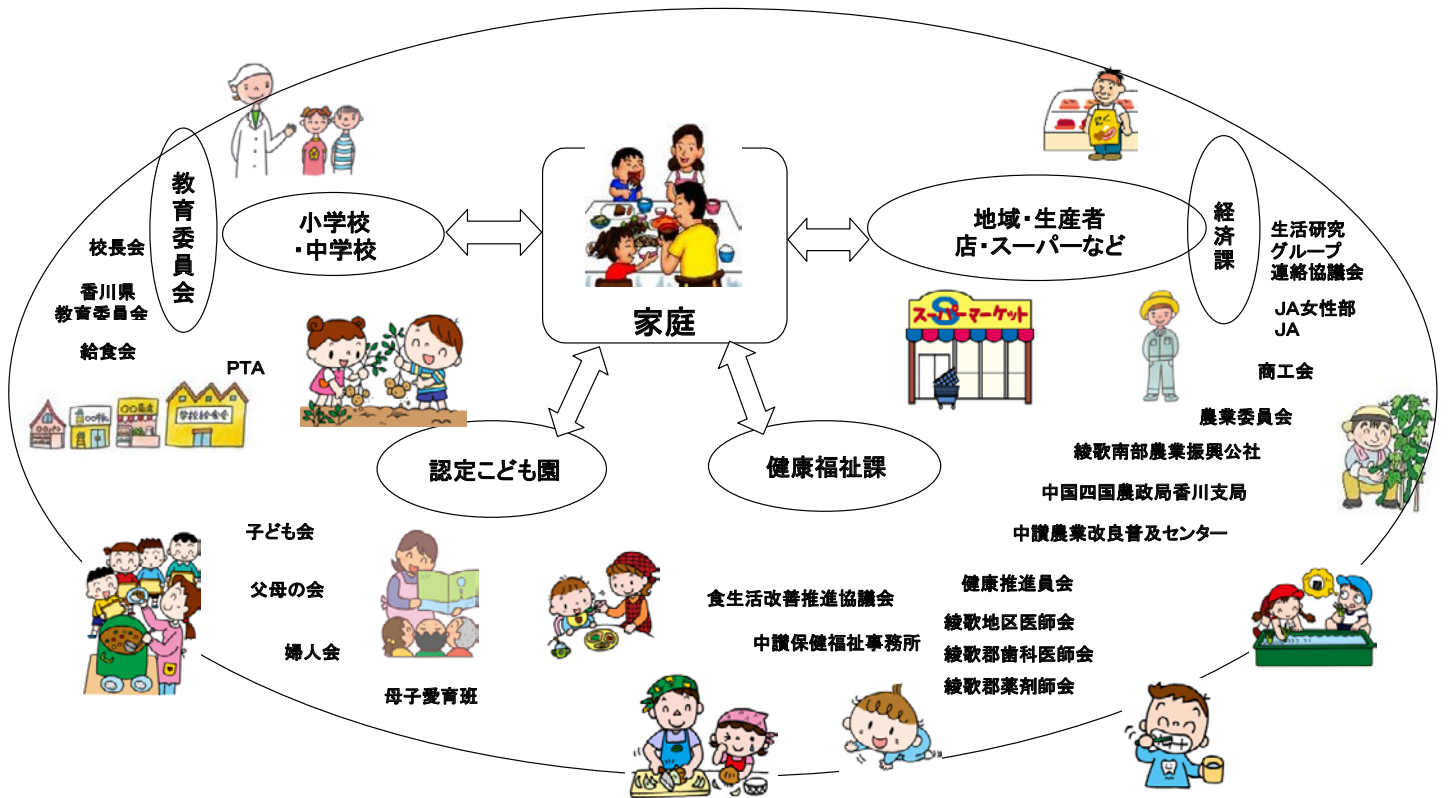 教育委員会
小学校
・中学校
校長会
香川県
教育委員会
給食会
PTA
〇〇商店
学校給食会
家庭
地域・生産者
店・スーパーなど
経済課
生活研究
グループ
連絡協議会
JA女性部
JA
商工会
農業委員会
綾歌南部農業振興公社
中国四国農政局香川支局
中讃農業改良普及センター
スーパーマーケット
S
認定こども園
健康福祉課
子ども会
父母の会
婦人会
母子愛育班
食生活改善推進協議会
中讃保健福祉事務所
健康推進員会
綾歌地区医師会
綾歌郡歯科医師会
綾歌郡薬剤師会